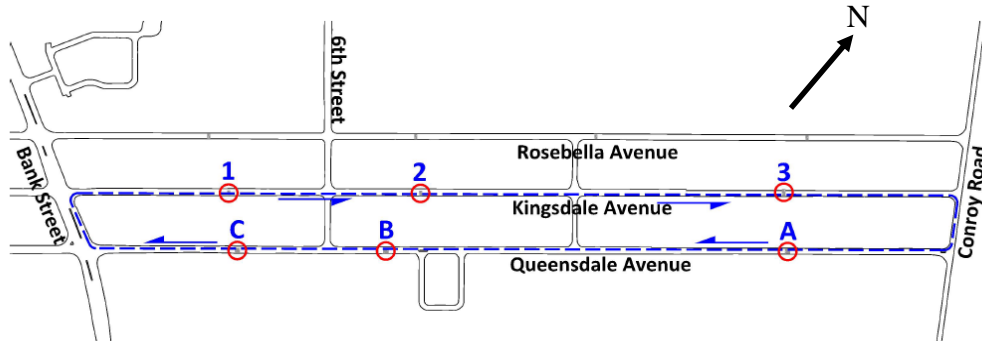 N
6th Street
Rosebella Avenue
Bank Street
1
2
3
Kingsdale Avenue
Conroy Road
C
B
A
Queensdale Avenue